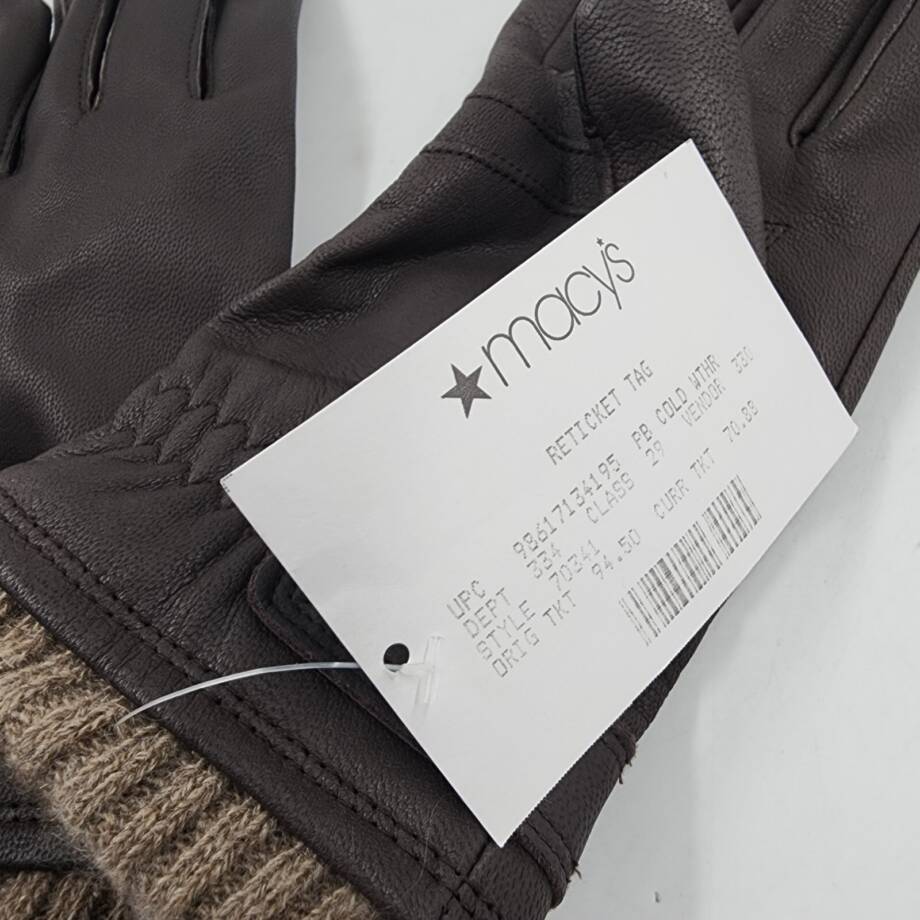 macy's
RETICKET TAG
UPC 98617134195 PB COLD WTHR
DEPT 334 CLASS 29 VENDOR 330
STYLE 70341
ORIG TKT 94.50 CURR TKT 70.88